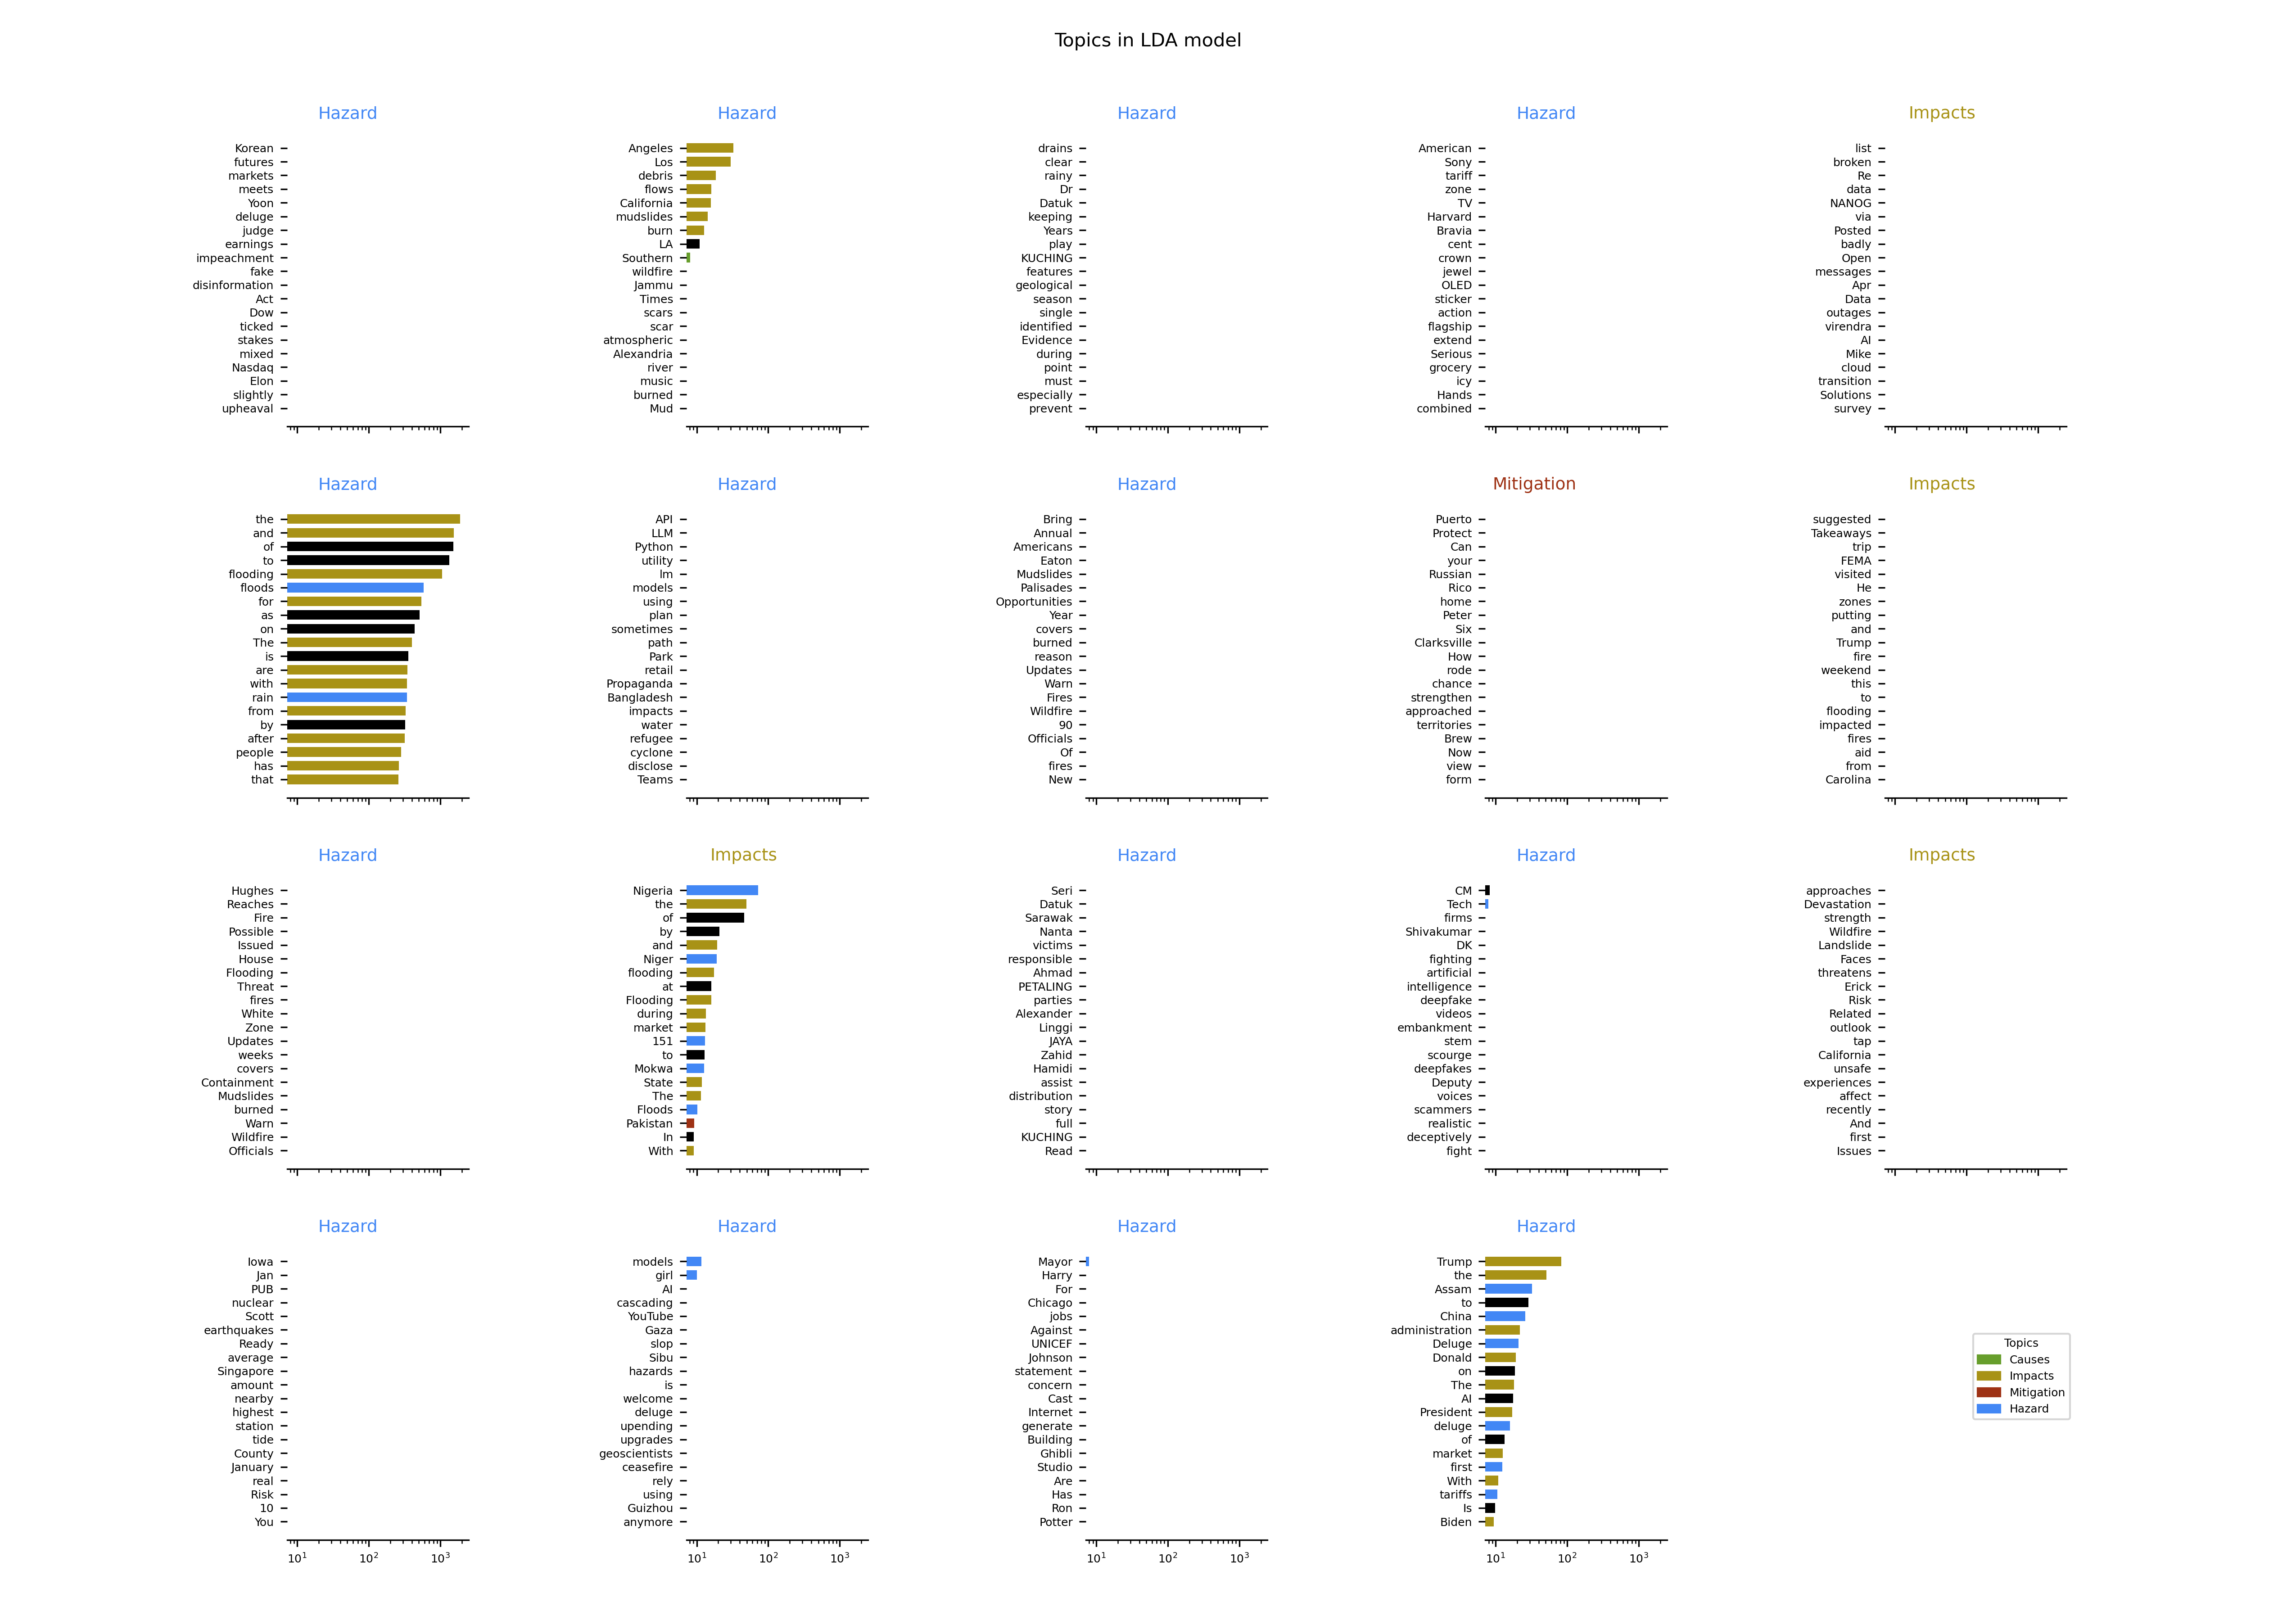 Topics in LDA model
Hazard
Korean
futures
markets
meets
Yoon
deluge
judge
earnings
impeachment
fake
disinformation
Act
Dow
ticked
stakes
mixed
Nasdaq
Elon
slightly
upheaval
Hazard
Angeles
Los
debris
flows
California
mudslides
burn
LA
Southern
wildfire
Jammu
Times
scars
scar
atmospheric
Alexandria
river
music
burned
Mud
Hazard
drains
clear
rainy
Dr
Datuk
keeping
Years
play
KUCHING
features
geological
season
single
identified
Evidence
during
point
must
especially
prevent
Hazard
American
Sony
tariff
zone
TV
Harvard
Bravia
cent
crown
jewel
OLED
sticker
action
flagship
extend
Serious
grocery
icy
Hands
combined
Impacts
list
broken
Re
data
NANOG
via
Posted
badly
Open
messages
Apr
Data
outages
virendra
AI
Mike
cloud
transition
Solutions
survey
Hazard
the
and
of
to
flooding
floods
for
as
on
The
is
are
with
rain
from
by
after
people
has
that
Hazard
API
LLM
Python
utility
lm
models
using
plan
sometimes
path
Park
retail
Propaganda
Bangladesh
impacts
water
refugee
cyclone
disclose
Teams
Hazard
Bring
Annual
Americans
Eaton
Mudslides
Palisades
Opportunities
Year
covers
burned
reason
Updates
Warn
Fires
Wildfire
90
Officials
Of
fires
New
Mitigation
Puerto
Protect
Can
your
Russian
Rico
home
Peter
Six
Clarksville
How
rode
chance
strengthen
approached
territories
Brew
Now
view
form
Impacts
suggested
Takeaways
trip
FEMA
visited
He
zones
putting
and
Trump
fire
weekend
this
to
flooding
impacted
fires
aid
from
Carolina
Hazard
Hughes
Reaches
Fire
Possible
Issued
House
Flooding
Threat
fires
White
Zone
Updates
weeks
covers
Containment
Mudslides
burned
Warn
Wildfire
Officials
Impacts
Nigeria
the
of
by
and
Niger
flooding
at
Flooding
during
market
151
to
Mokwa
State
The
Floods
Pakistan
In
With
Hazard
Seri
Datuk
Sarawak
Nanta
victims
responsible
Ahmad
PETALING
parties
Alexander
Linggi
JAYA
Zahid
Hamidi
assist
distribution
story
full
KUCHING
Read
Hazard
CM
Tech
firms
Shivakumar
DK
fighting
artificial
intelligence
deepfake
videos
embankment
stem
scourge
deepfakes
Deputy
voices
scammers
realistic
deceptively
fight
Impacts
approaches
Devastation
strength
Wildfire
Landslide
Faces
threatens
Erick
Risk
Related
outlook
tap
California
unsafe
experiences
affect
recently
And
first
Issues
Hazard
Iowa
Jan
PUB
nuclear
Scott
earthquakes
Ready
average
Singapore
amount
nearby
highest
station
tide
County
January
real
Risk
10
You
10¹ 10² 10³
Hazard
models
girl
AI
cascading
YouTube
Gaza
slop
Sibu
hazards
is
welcome
deluge
upending
upgrades
geoscientists
ceasefire
rely
using
Guizhou
anymore
10¹ 10² 10³
Hazard
Mayor
Harry
For
Chicago
jobs
Against
UNICEF
Johnson
statement
concern
Cast
Internet
generate
Building
Ghibli
Studio
Are
Has
Ron
Potter
10¹ 10² 10³
Hazard
Trump
the
Assam
to
China
administration
Deluge
Donald
on
The
AI
President
deluge
of
market
first
With
tariffs
Is
Biden
10¹ 10² 10³
Topics
Causes
Impacts
Mitigation
Hazard